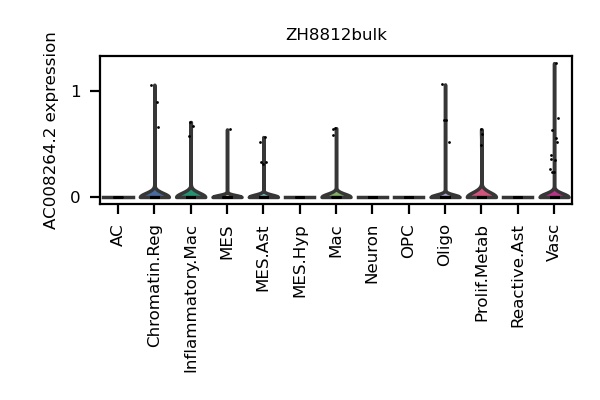 ZH8812bulk
AC008264.2 expression
1
0
AC
Chromatin.Reg
Inflammatory.Mac
MES
MES.Ast
MES.Hyp
Mac
Neuron
OPC
Oligo
Prolif.Metab
Reactive.Ast
Vasc